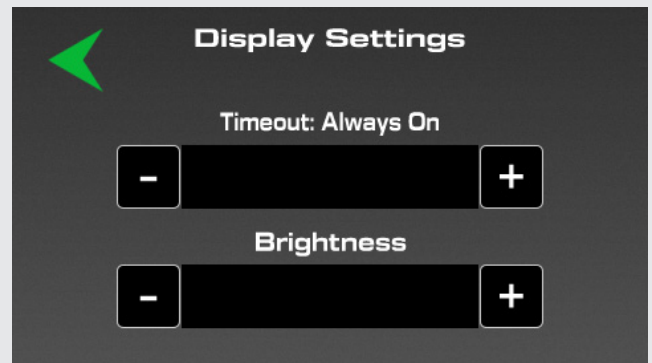 Display Settings
Timeout: Always On
- +
Brightness
- +